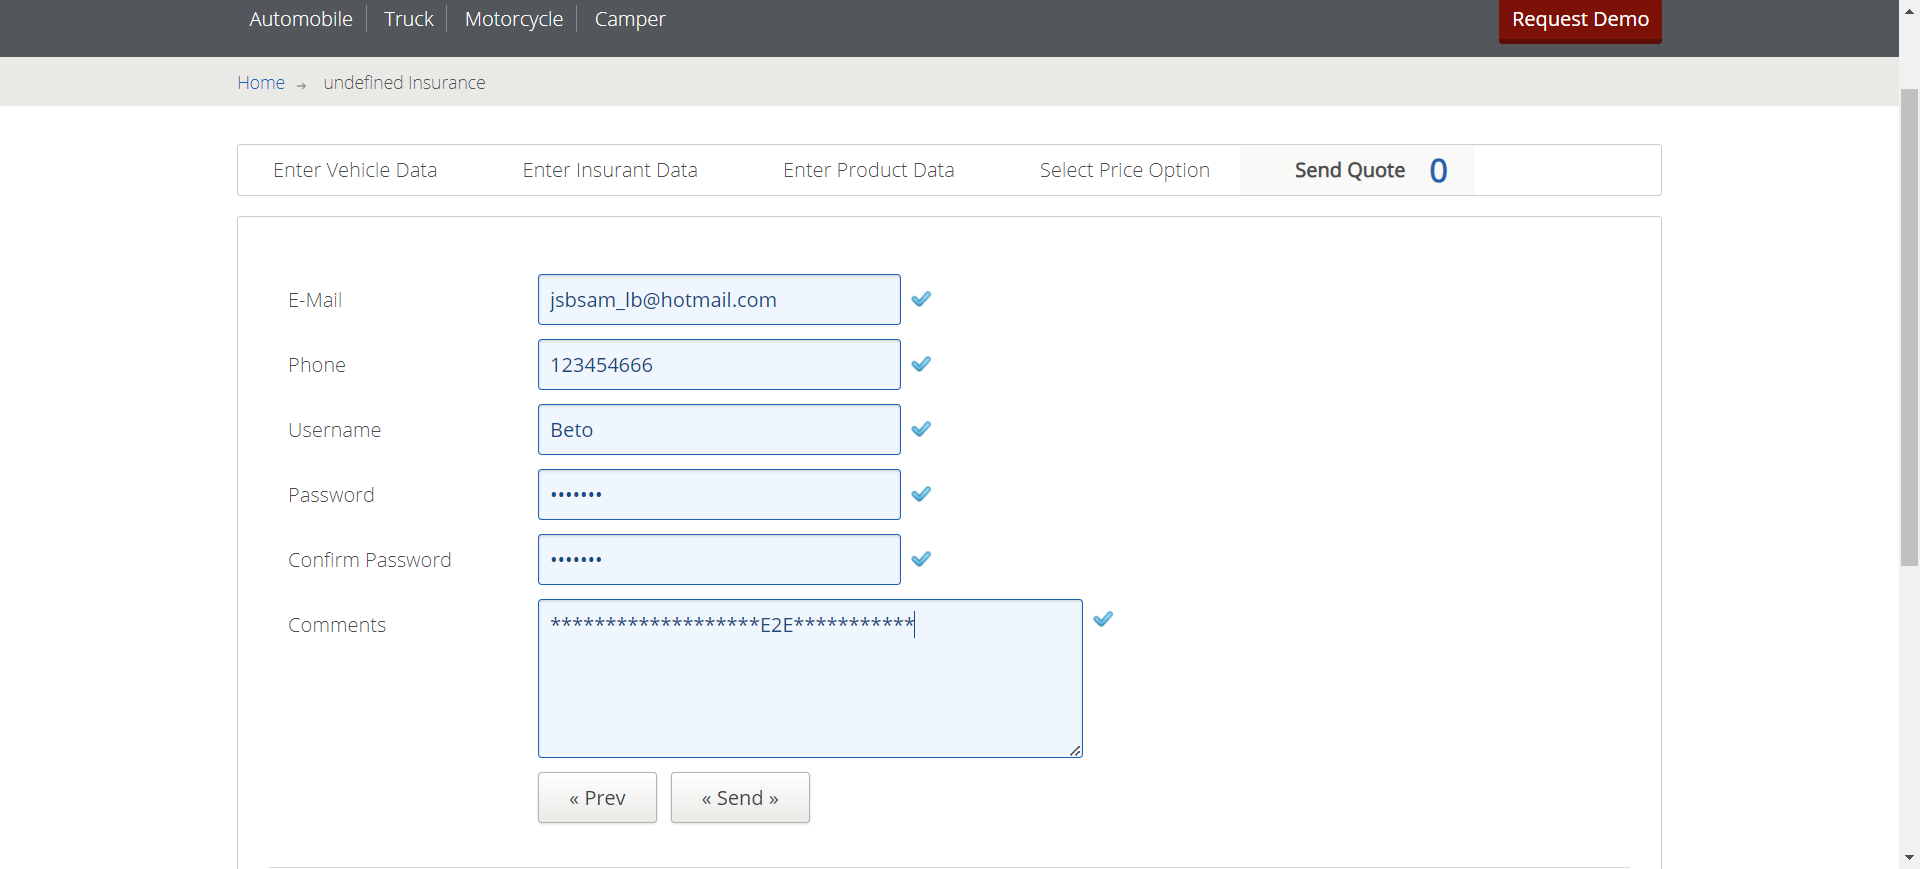 Automobile Truck Motorcycle Camper Request Demo
Home → undefined Insurance
Enter Vehicle Data Enter Insurant Data Enter Product Data Select Price Option Send Quote 0
E-Mail jsbsam_lb@hotmail.com
Phone 123454666
Username Beto
Password •••••••
Confirm Password •••••••
Comments *******************E2E***********
« Prev « Send »